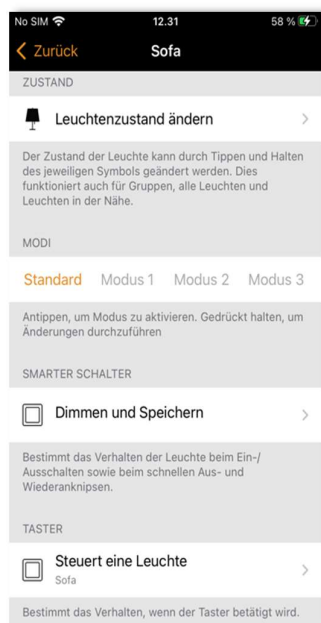 No SIM 12.31 58 %
Zurück Sofa
ZUSTAND
Leuchtenzustand ändern
Der Zustand der Leuchte kann durch Tippen und Halten
des jeweiligen Symbols geändert werden. Dies
funktioniert auch für Gruppen, alle Leuchten und
Leuchten in der Nähe.
MODI
Standard Modus 1 Modus 2 Modus 3
Antippen, um Modus zu aktivieren. Gedrückt halten, um
Änderungen durchzuführen
SMARTER SCHALTER
Dimmen und Speichern
Bestimmt das Verhalten der Leuchte beim Ein-/
Ausschalten sowie beim schnellen Aus- und
Wiederanknipsen.
TASTER
Steuert eine Leuchte
Sofa
Bestimmt das Verhalten, wenn der Taster betätigt wird.